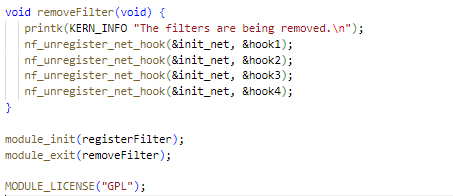 void removeFilter(void) {
printk(KERN_INFO "The filters are being removed.\n");
nf_unregister_net_hook(&init_net, &hook1);
nf_unregister_net_hook(&init_net, &hook2);
nf_unregister_net_hook(&init_net, &hook3);
nf_unregister_net_hook(&init_net, &hook4);
}
module_init(registerFilter);
module_exit(removeFilter);
MODULE_LICENSE("GPL");